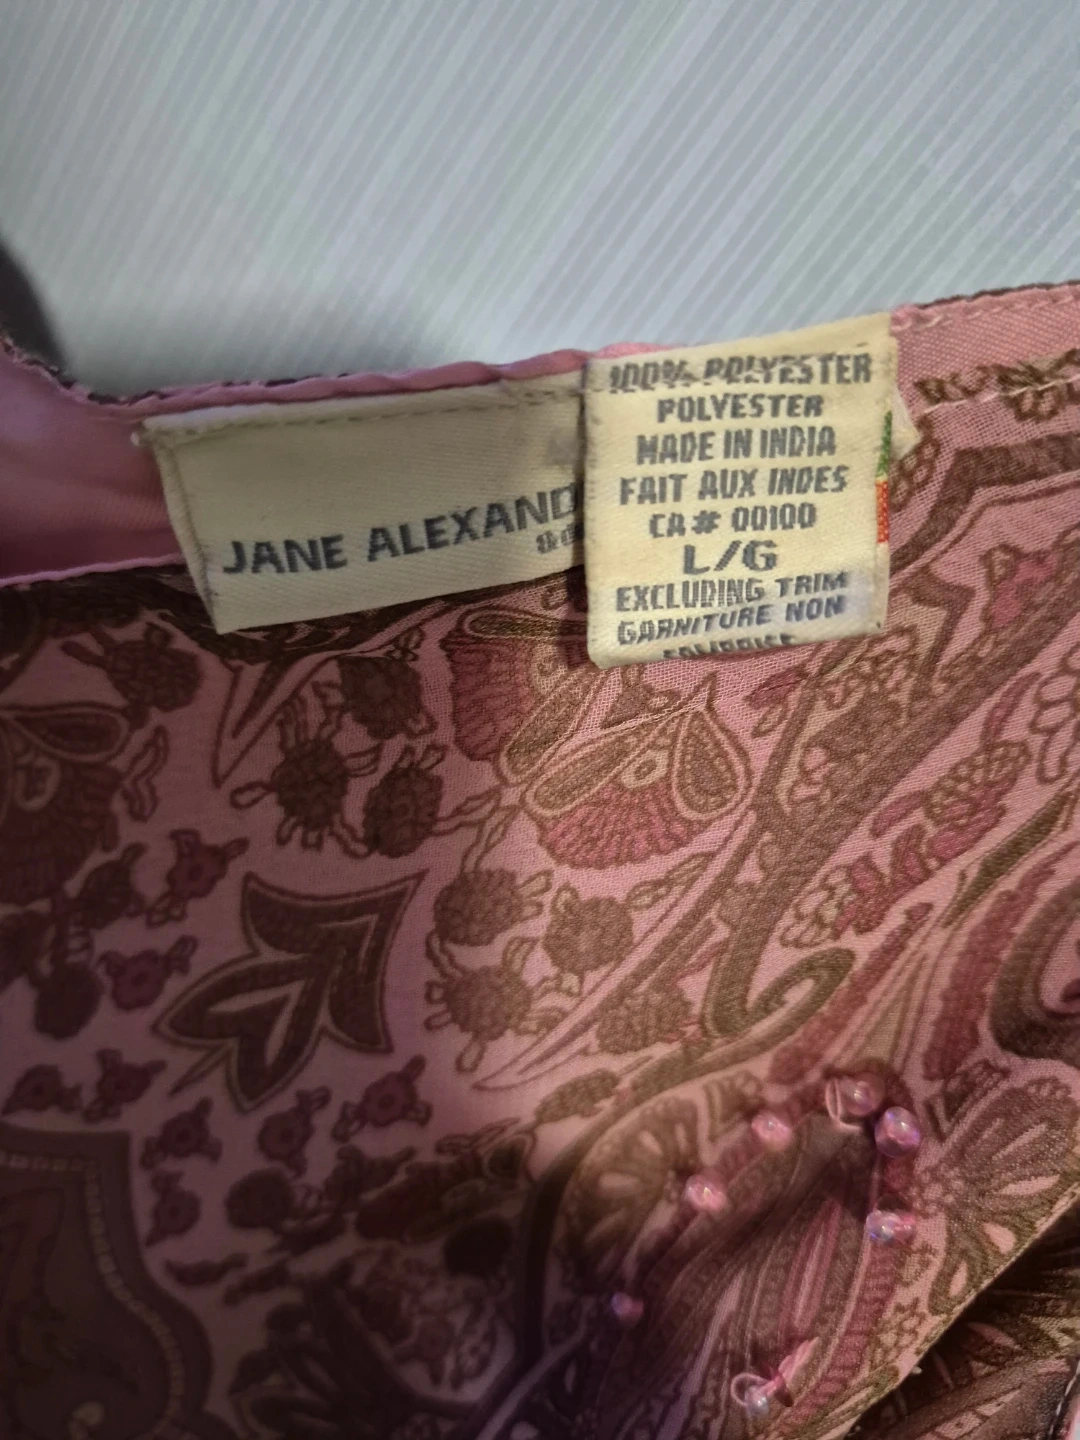 JANE ALEXAND
& 
100% POLYESTER
POLYESTER
MADE IN INDIA
FAIT AUX INDES
CA# 00100
L/G
EXCLUDING TRIM
GARNITURE NON